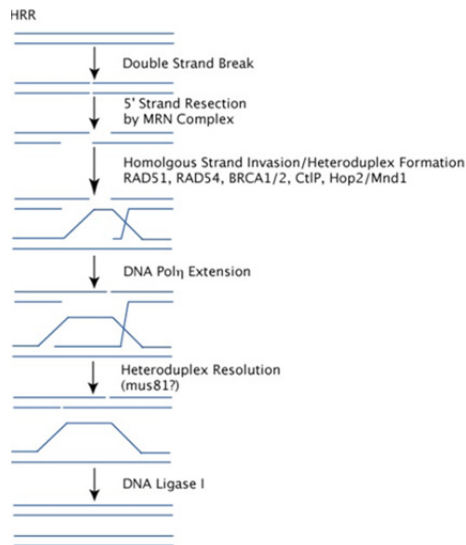 HRR
Double Strand Break
5' Strand Resection
by MRN Complex
Homolgous Strand Invasion/Heteroduplex Formation
RAD51, RAD54, BRCA1/2, CtIP, Hop2/Mnd1
DNA Polη Extension
Heteroduplex Resolution
(mus81?)
DNA Ligase I